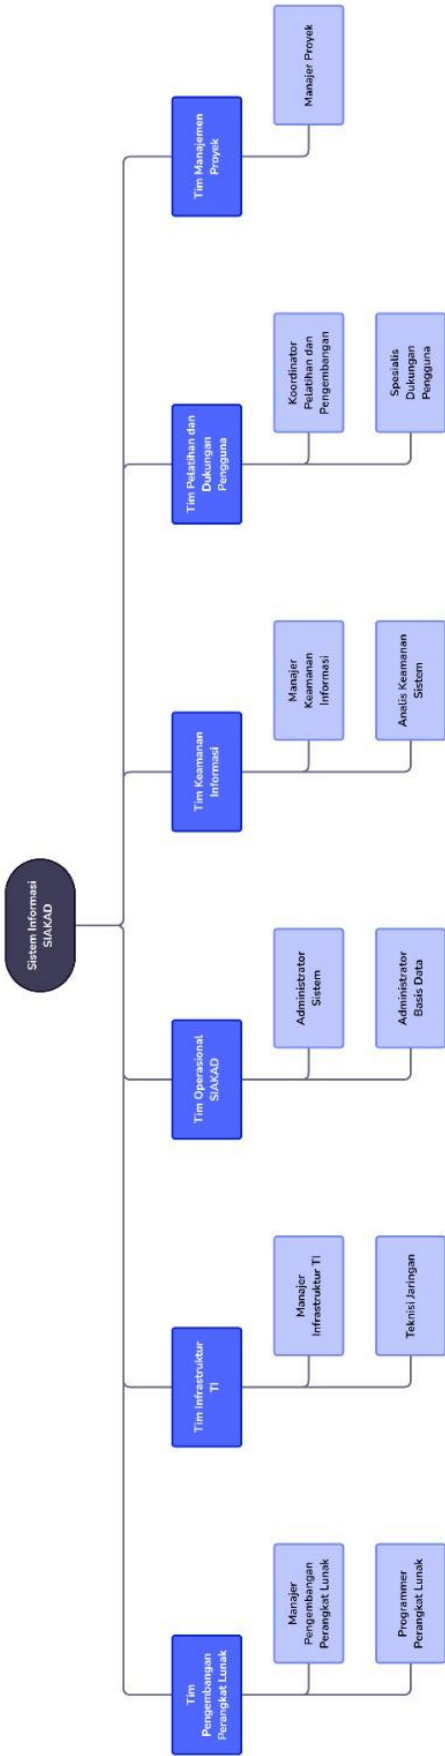 Sistem Informasi
SIAKAD
Tim
Pengembangan
Perangkat Lunak
Manajer
Pengembangan
Perangkat Lunak
Programmer
Perangkat Lunak
Tim Infrastruktur
TI
Manajer
Infrastruktur TI
Teknisi Jaringan
Tim Operasional
SIAKAD
Administrator
Sistem
Administrator
Basis Data
Tim Keamanan
Informasi
Manajer
Keamanan
Informasi
Analis Keamanan
Sistem
Tim Pelatihan dan
Dukungan
Pengguna
Koordinator
Pelatihan dan
Pengembangan
Spesialis
Dukungan
Pengguna
Tim Manajemen
Proyek
Manajer Proyek